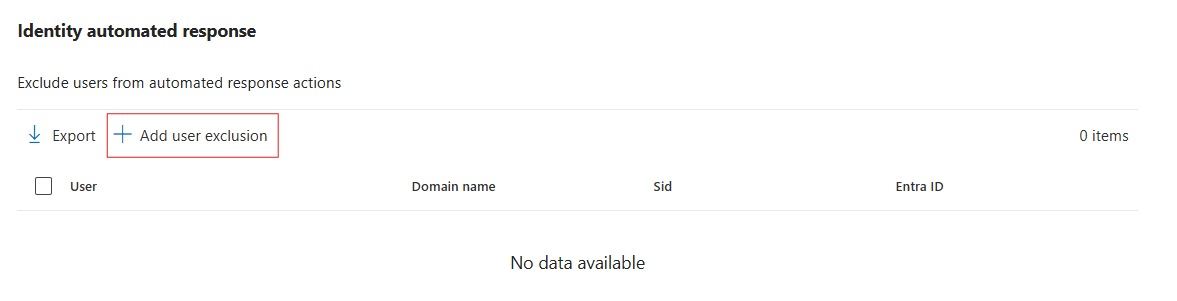 Identity automated response
Exclude users from automated response actions
Export Add user exclusion 0 items
User Domain name Sid Entra ID
No data available